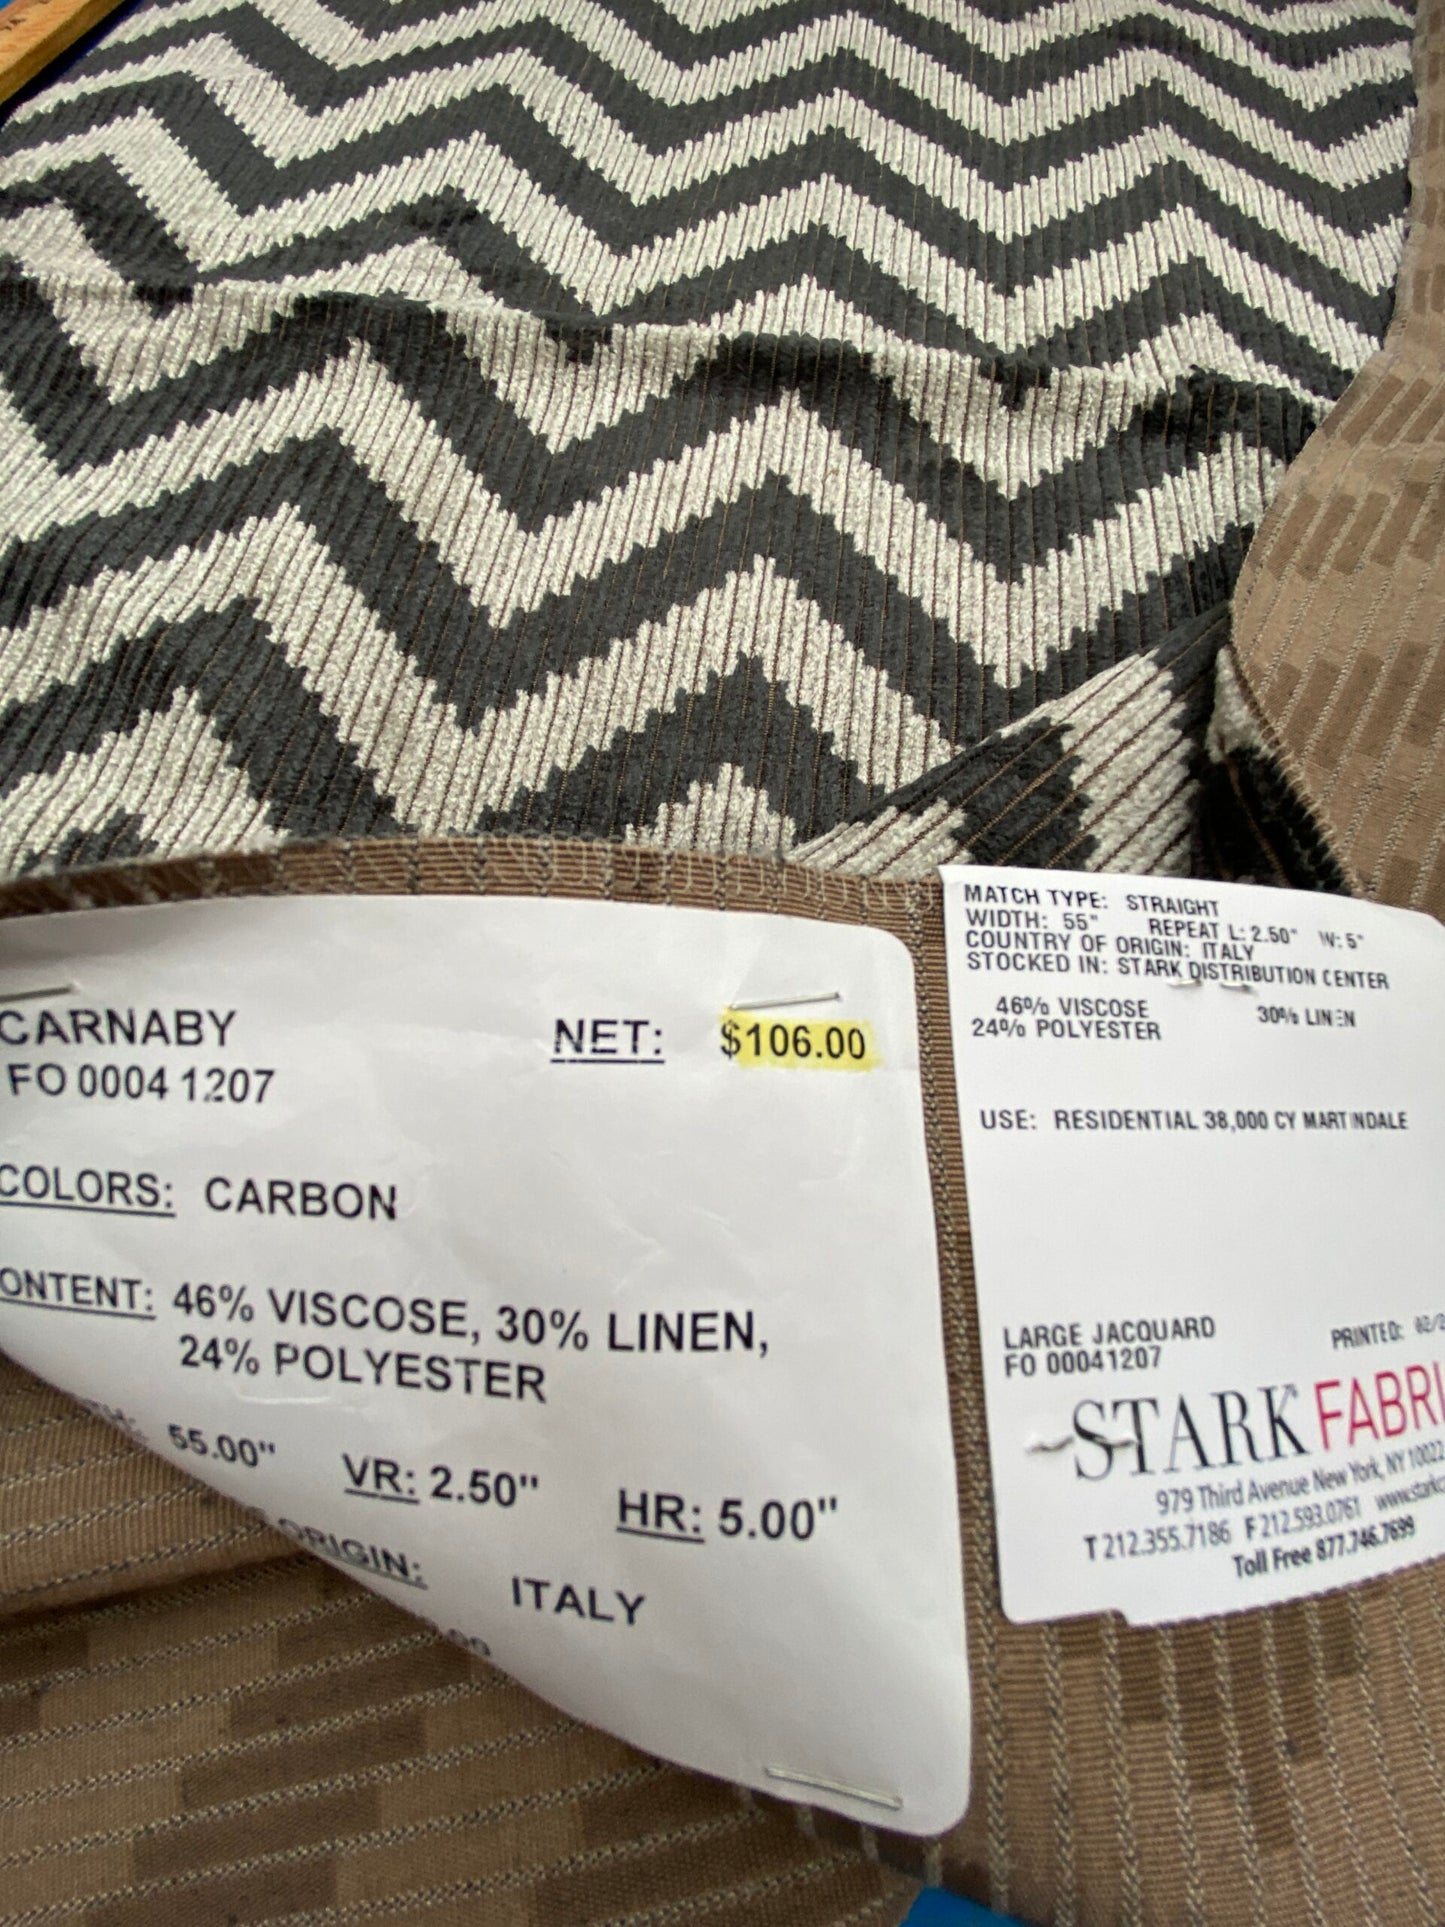 CARNABY
NET: $106.00
FO 0004 1207
COLORS: CARBON
ONTENT: 46% VISCOSE, 30% LINEN,
24% POLYESTER
55.00" VR: 2.50" HR: 5.00"
ORIGIN: ITALY
MATCH TYPE: STRAIGHT
WIDTH: 55" REPEAT L: 2.50" W: 5"
COUNTRY OF ORIGIN: ITALY
STOCKED IN: STARK DISTRIBUTION CENTER
46% VISCOSE 30% LINEN
24% POLYESTER
USE: RESIDENTIAL 38,000 CY MARTINDALE
LARGE JACQUARD PRINTED:
FO 00041207
STARK FABRI
979 Third Avenue New York, NY 10022
T 212.355.7186 F 212.593.0761
Toll Free 877.746.7699